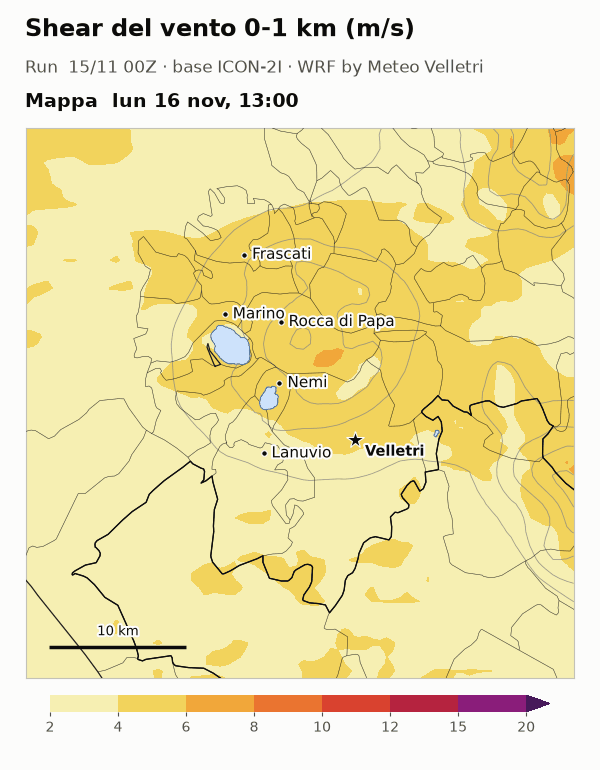 Shear del vento 0-1 km (m/s)
Run  15/11 00Z · base ICON-2I · WRF by Meteo Velletri
Mappa  lun 16 nov, 13:00
Frascati
Marino
Rocca di Papa
Nemi
Velletri
Lanuvio
10 km
2 4 6 8 10 12 15 20